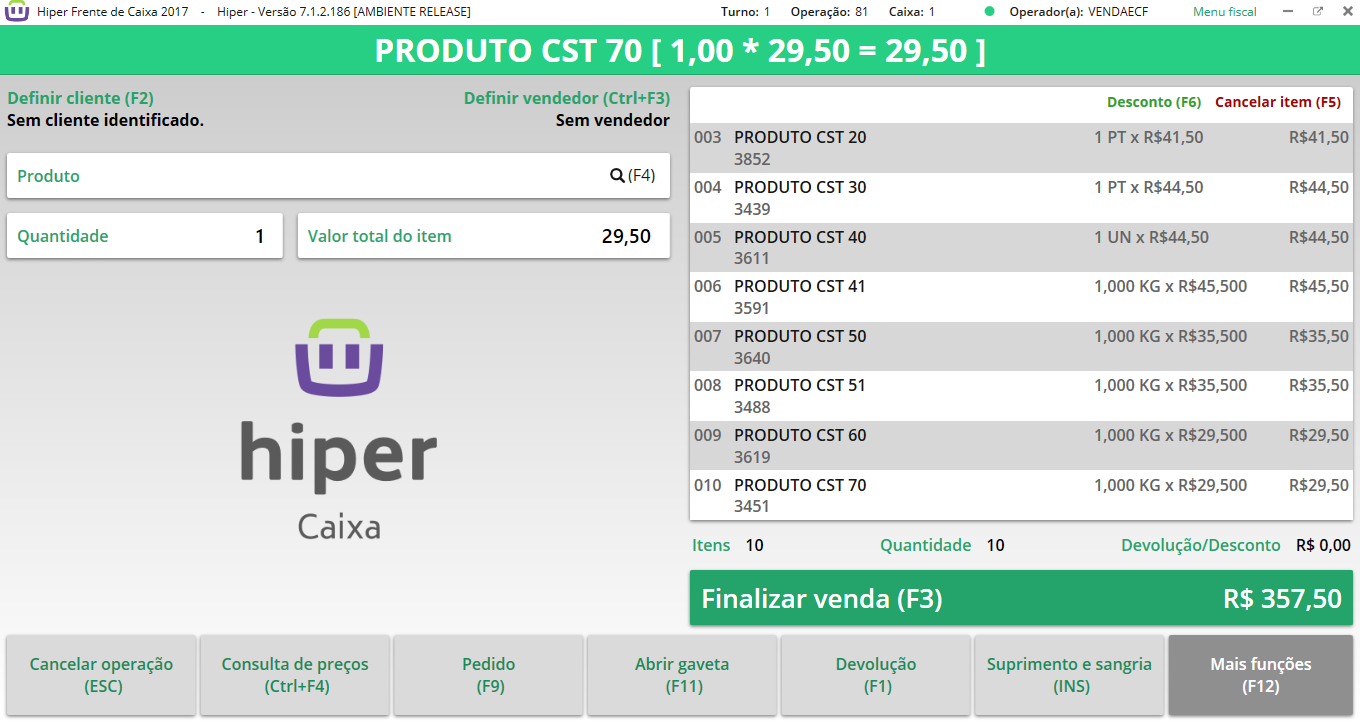 Hiper Frente de Caixa 2017 - Hiper - Versão 7.1.2.186 [AMBIENTE RELEASE] Turno: 1 Operação: 81 Caixa: 1 Operador(a): VENDAECF Menu fiscal
PRODUTO CST 70 [ 1,00 * 29,50 = 29,50 ]
Definir cliente (F2) Definir vendedor (Ctrl+F3)
Sem cliente identificado. Sem vendedor
Produto (F4)
Quantidade 1 Valor total do item 29,50
hiper
Caixa
Desconto (F6) Cancelar item (F5)
003 PRODUTO CST 20 1 PT x R$41,50 R$41,50
3852
004 PRODUTO CST 30 1 PT x R$44,50 R$44,50
3439
005 PRODUTO CST 40 1 UN x R$44,50 R$44,50
3611
006 PRODUTO CST 41 1,000 KG x R$45,500 R$45,50
3591
007 PRODUTO CST 50 1,000 KG x R$35,500 R$35,50
3640
008 PRODUTO CST 51 1,000 KG x R$35,500 R$35,50
3488
009 PRODUTO CST 60 1,000 KG x R$29,500 R$29,50
3619
010 PRODUTO CST 70 1,000 KG x R$29,500 R$29,50
3451
Itens 10 Quantidade 10 Devolução/Desconto R$ 0,00
Finalizar venda (F3) R$ 357,50
Cancelar operação
(ESC)
Consulta de preços
(Ctrl+F4)
Pedido
(F9)
Abrir gaveta
(F11)
Devolução
(F1)
Suprimento e sangria
(INS)
Mais funções
(F12)